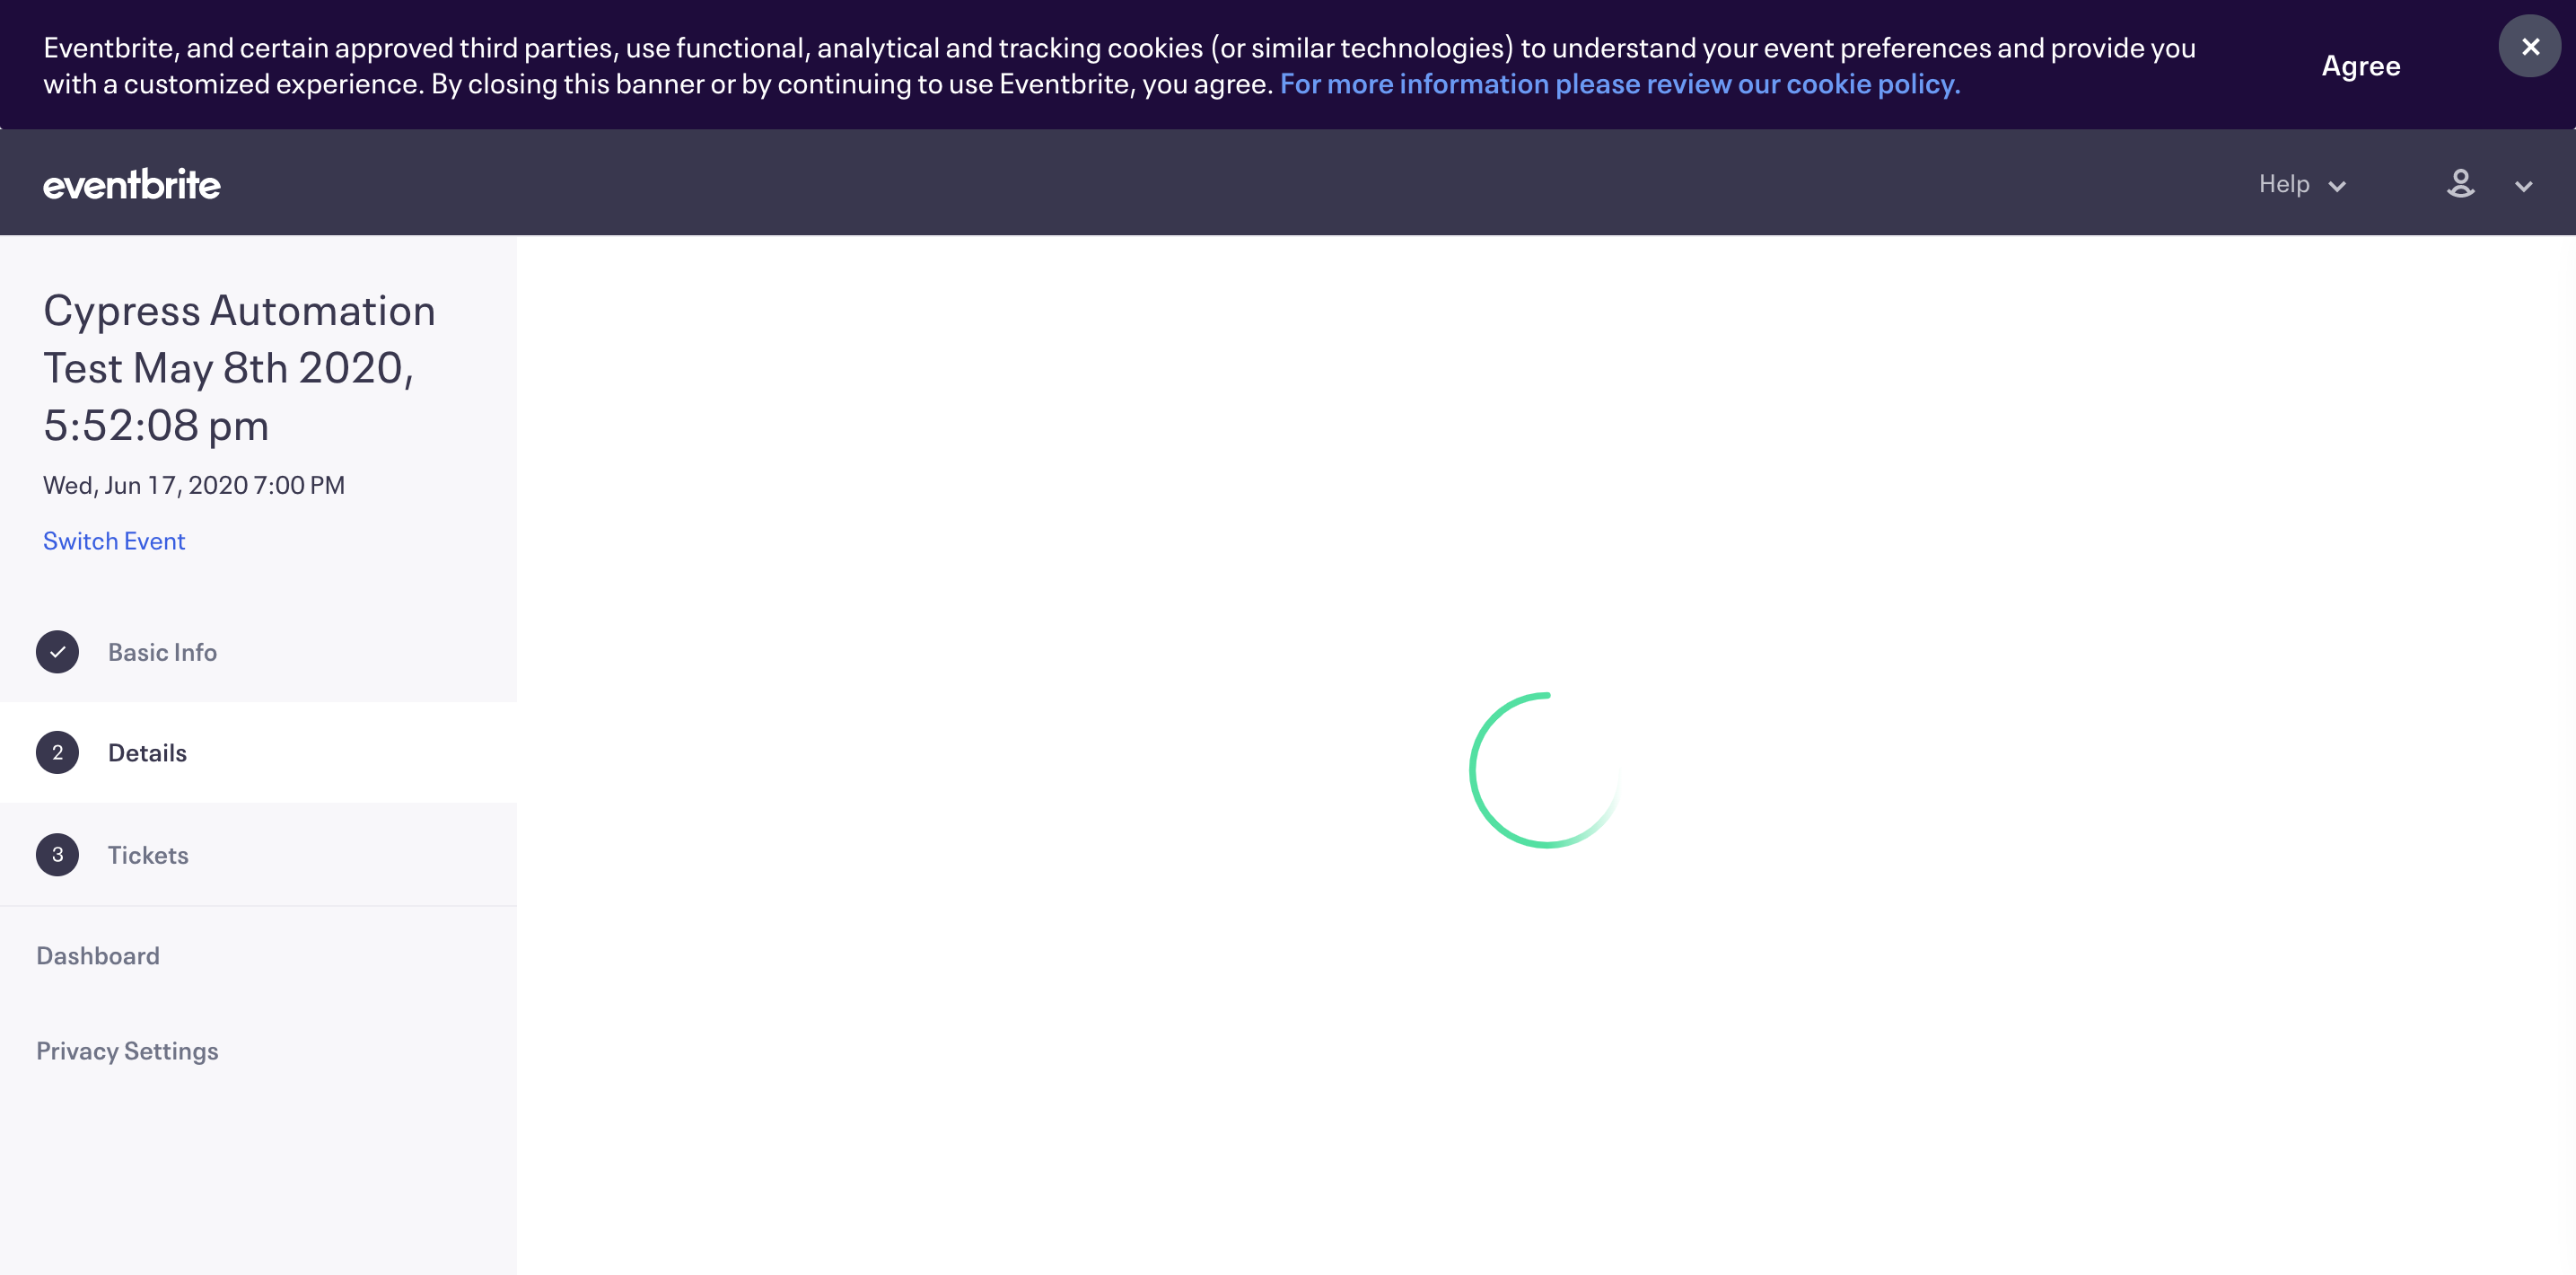 Eventbrite, and certain approved third parties, use functional, analytical and tracking cookies (or similar technologies) to understand your event preferences and provide you
with a customized experience. By closing this banner or by continuing to use Eventbrite, you agree. For more information please review our cookie policy.
Agree
eventbrite
Help
Cypress Automation
Test May 8th 2020,
5:52:08 pm
Wed, Jun 17, 2020 7:00 PM
Switch Event
Basic Info
2 Details
3 Tickets
Dashboard
Privacy Settings